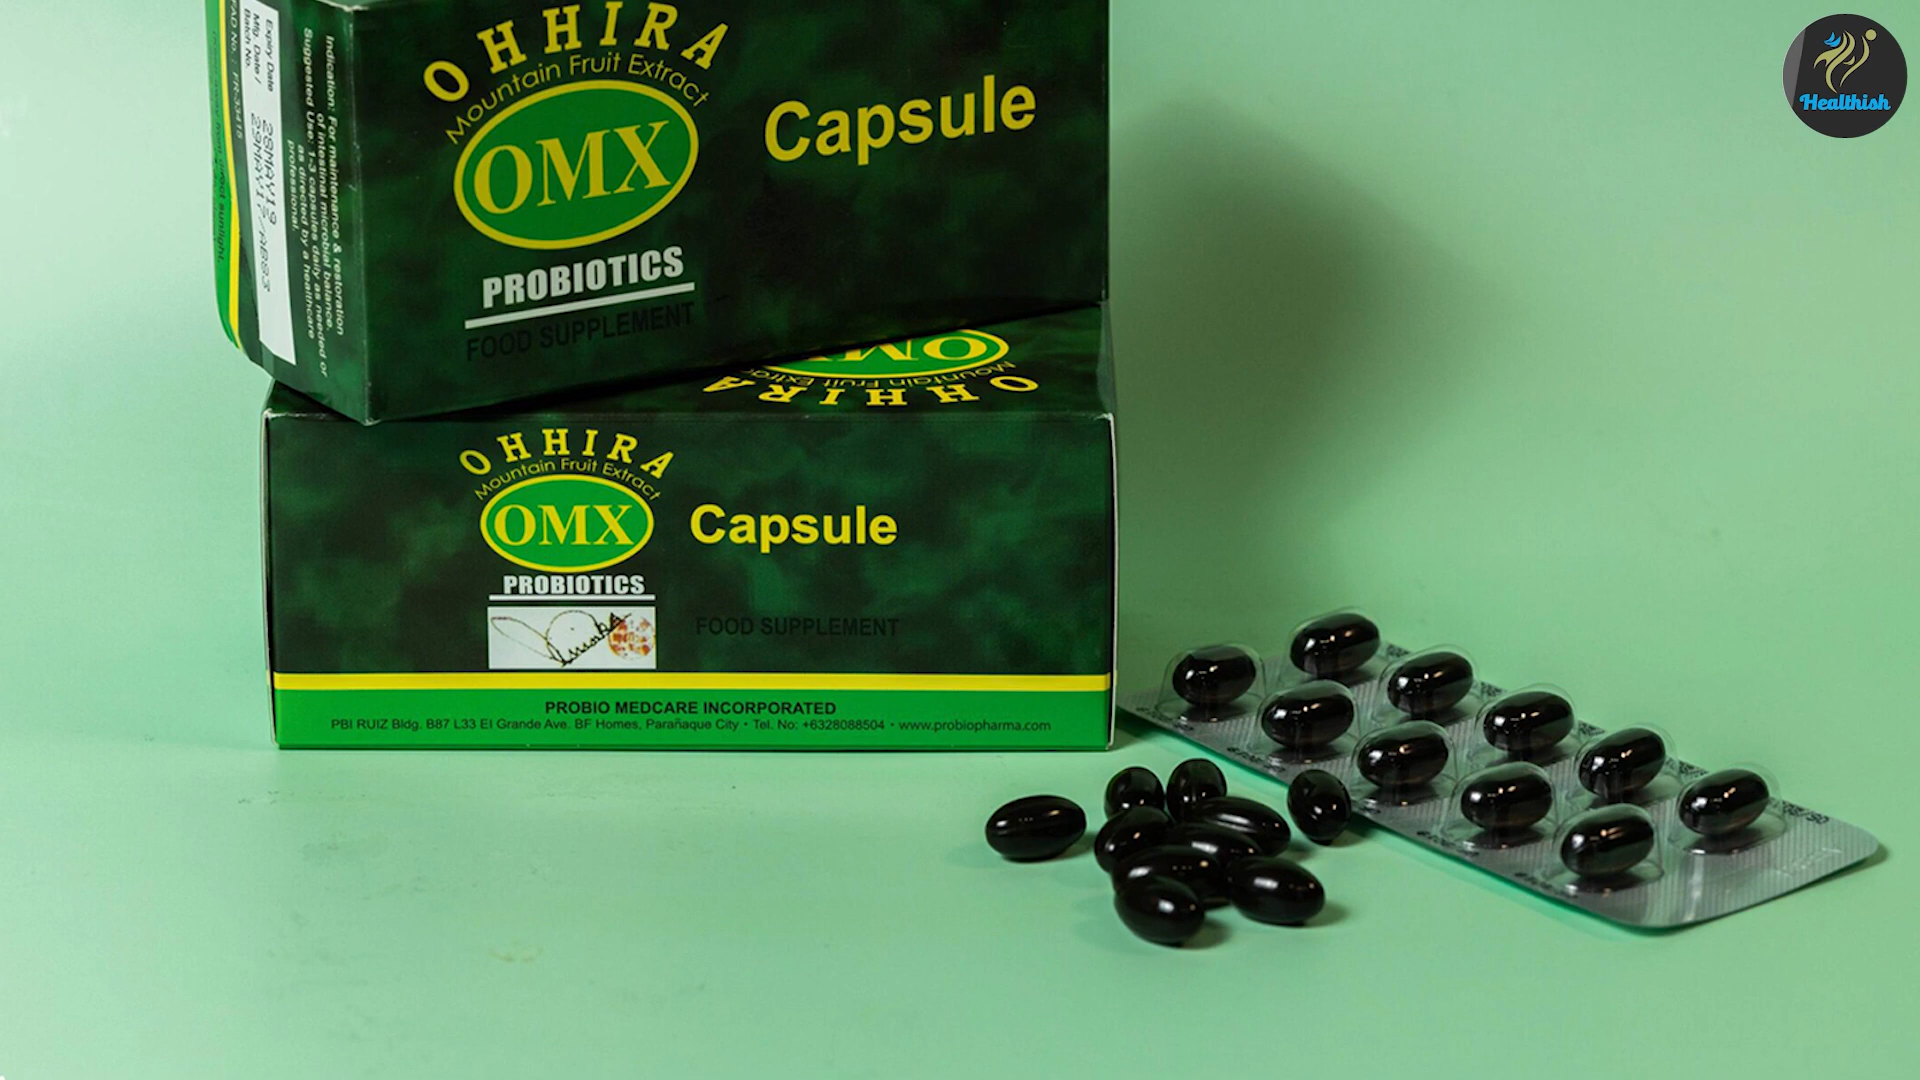 OHHIRA
Mountain Fruit Extract
OMX
Capsule
PROBIOTICS
FOOD SUPPLEMENT
Expiry Date
Mfg. Date /
Batch No.
28MAY19
Indication: For maintenance & restoration
of intestinal microbial balance.
Suggested Use: 1-3 capsules daily as needed or
as directed by a healthcare
professional.
OMX
Mountain Fruit Extract
OHHIRA
OHHIRA
Mountain Fruit Extract
OMX
Capsule
PROBIOTICS
FOOD SUPPLEMENT
PROBIO MEDCARE INCORPORATED
PBI RUIZ Bldg. B87 L33 El Grande Ave. BF Homes, Parañaque City • Tel. No: +6328088504 • www.probiopharma.com
Healthish